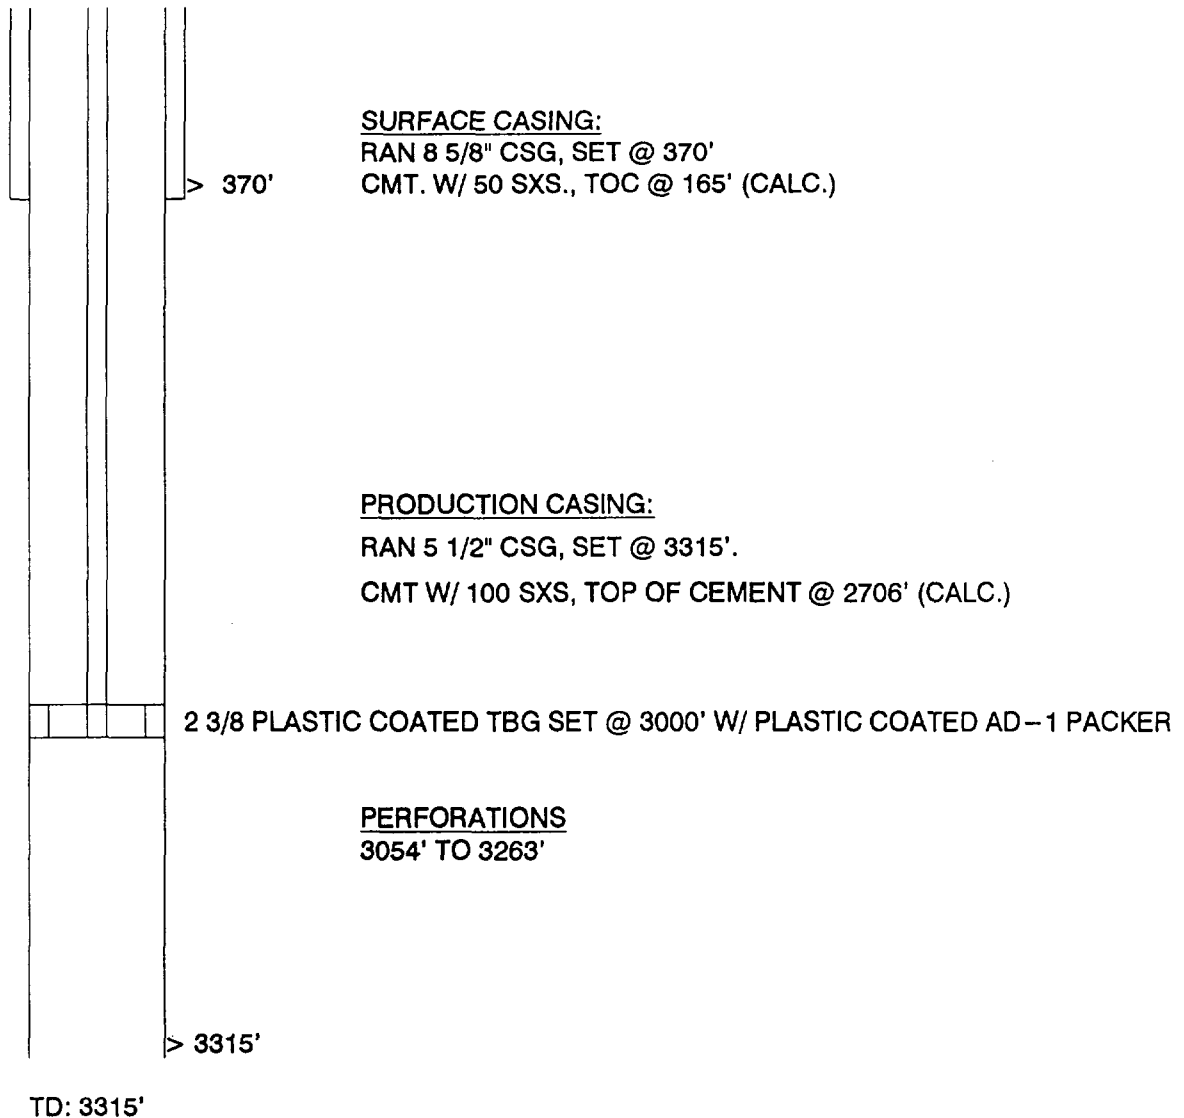 SURFACE CASING:
RAN 8 5/8" CSG, SET @ 370'
> 370'
CMT. W/ 50 SXS., TOC @ 165' (CALC.)
PRODUCTION CASING:
RAN 5 1/2" CSG, SET @ 3315'.
CMT W/ 100 SXS, TOP OF CEMENT @ 2706' (CALC.)
2 3/8 PLASTIC COATED TBG SET @ 3000' W/ PLASTIC COATED AD-1 PACKER
PERFORATIONS
3054' TO 3263'
> 3315'
TD: 3315'